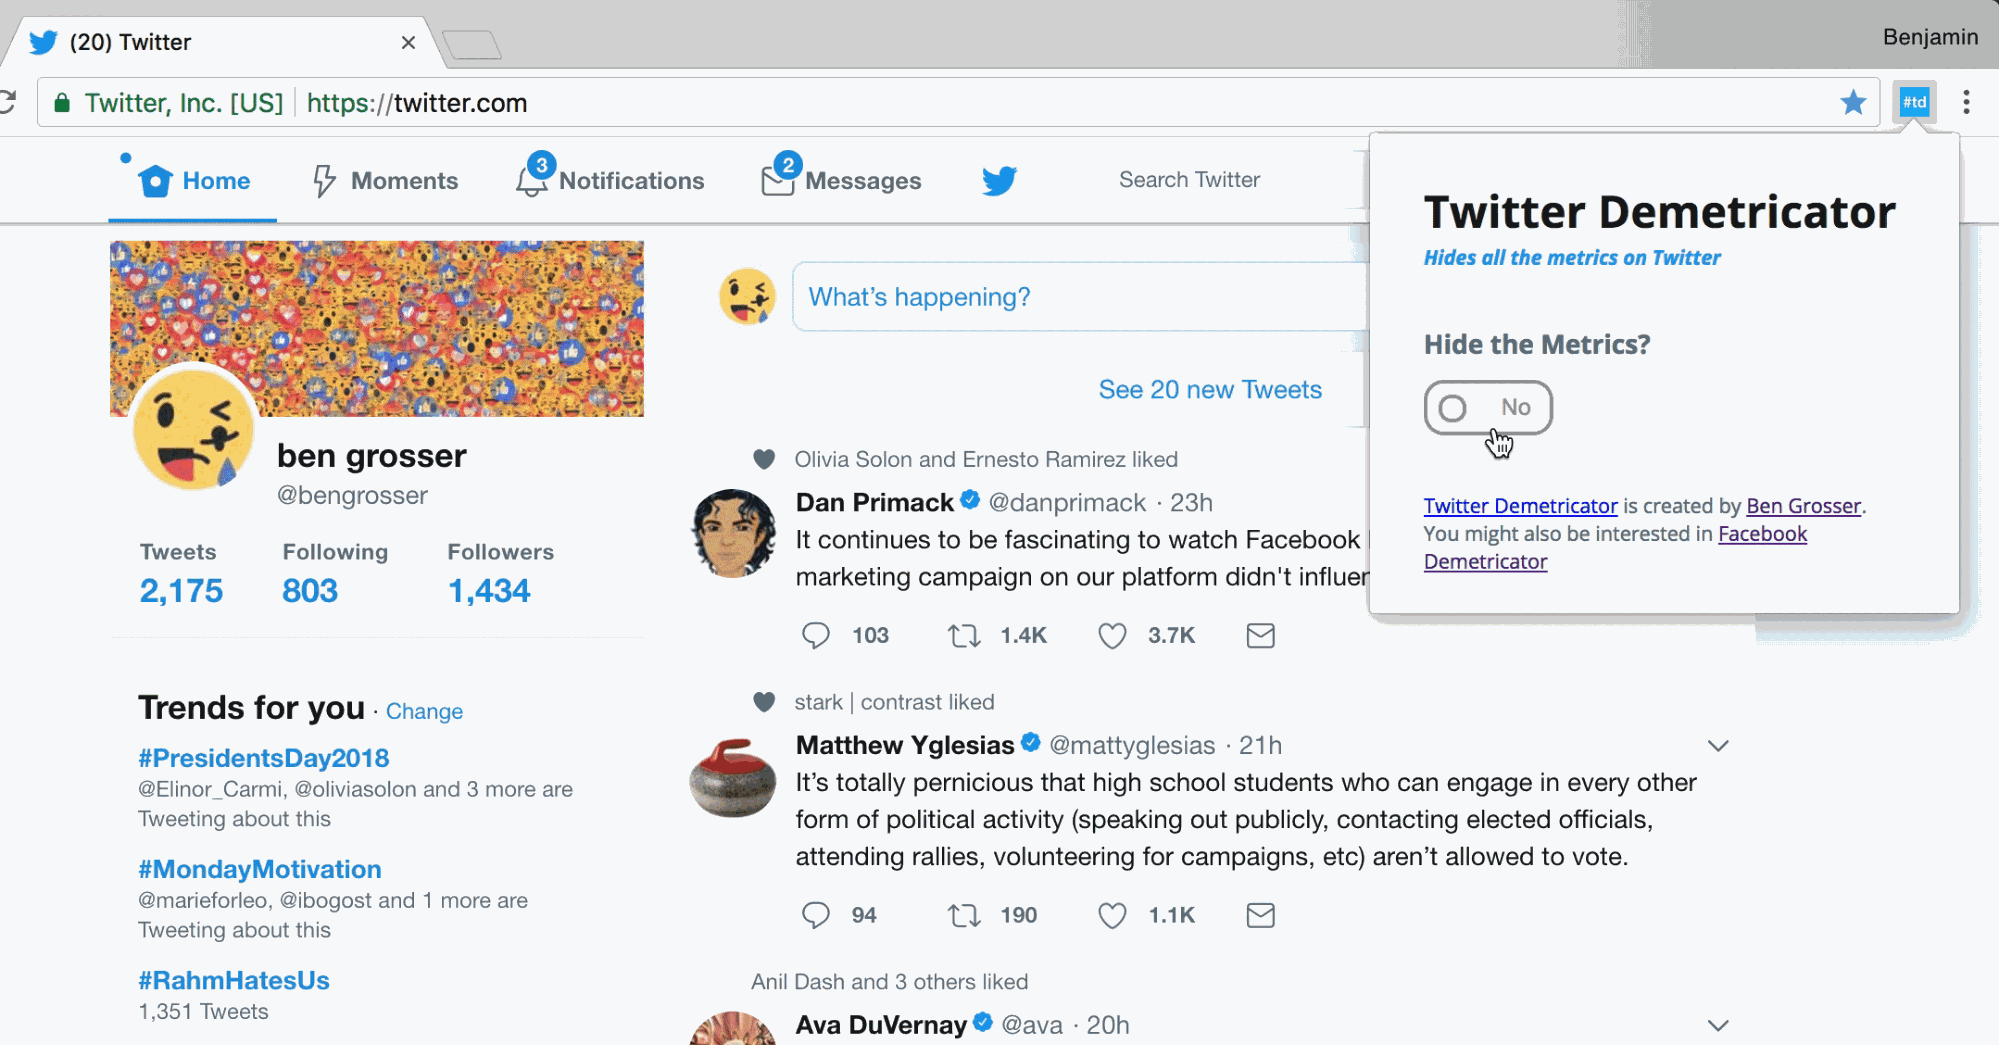 (20) Twitter
Benjamin
Twitter, Inc. [US] https://twitter.com
#td
Home
Moments
3
Notifications
2
Messages
Search Twitter
ben grosser
@bengrosser
Tweets Following Followers
2,175 803 1,434
Trends for you · Change
#PresidentsDay2018
@Elinor_Carmi, @oliviasolon and 3 more are
Tweeting about this
#MondayMotivation
@marieforleo, @ibogost and 1 more are
Tweeting about this
#RahmHatesUs
1,351 Tweets
What's happening?
See 20 new Tweets
Olivia Solon and Ernesto Ramirez liked
Dan Primack @danprimack · 23h
It continues to be fascinating to watch Facebook
marketing campaign on our platform didn't
103 1.4K 3.7K
stark | contrast liked
Matthew Yglesias @mattyglesias · 21h
It’s totally pernicious that high school students who can engage in every other
form of political activity (speaking out publicly, contacting elected officials,
attending rallies, volunteering for campaigns, etc) aren’t allowed to vote.
94 190 1.1K
Anil Dash and 3 others liked
Ava DuVernay @ava · 20h
Twitter Demetricator
Hides all the metrics on Twitter
Hide the Metrics?
No
Twitter Demetricator is created by Ben Grosser.
You might also be interested in Facebook
Demetricator